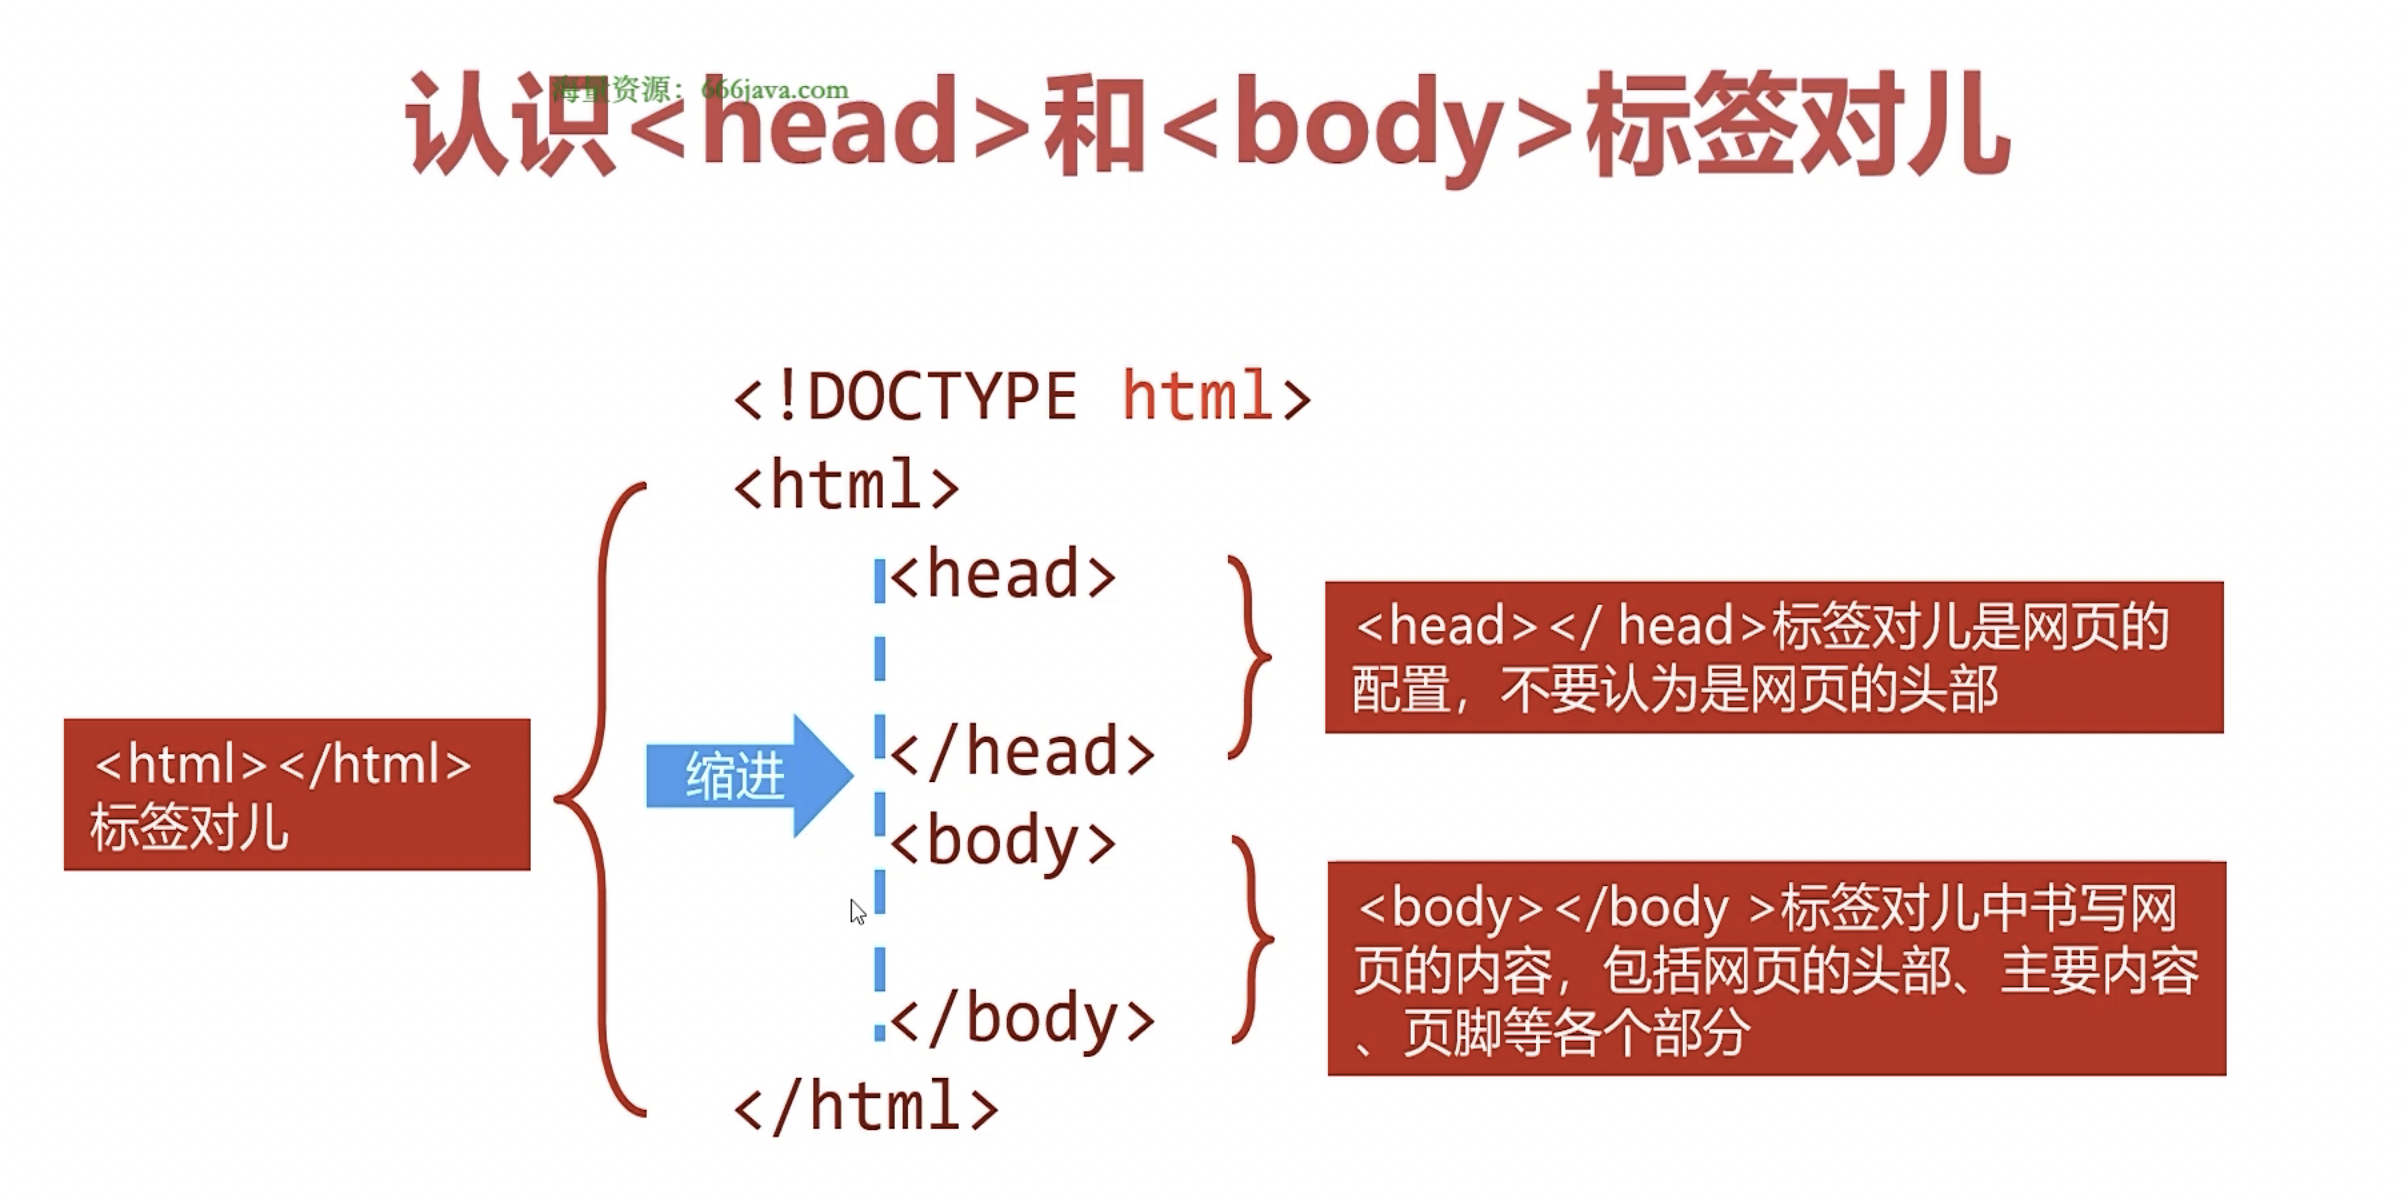 认识<head>和<body>标签对儿
海量资源：666java.com
<!DOCTYPE html>
<html>
<head>
</head>
<body>
</body>
</html>
缩进
<html></html>
标签对儿
<head></ head>标签对儿是网页的
配置，不要认为是网页的头部
<body></body >标签对儿中书写网
页的内容，包括网页的头部、主要内容
、页脚等各个部分